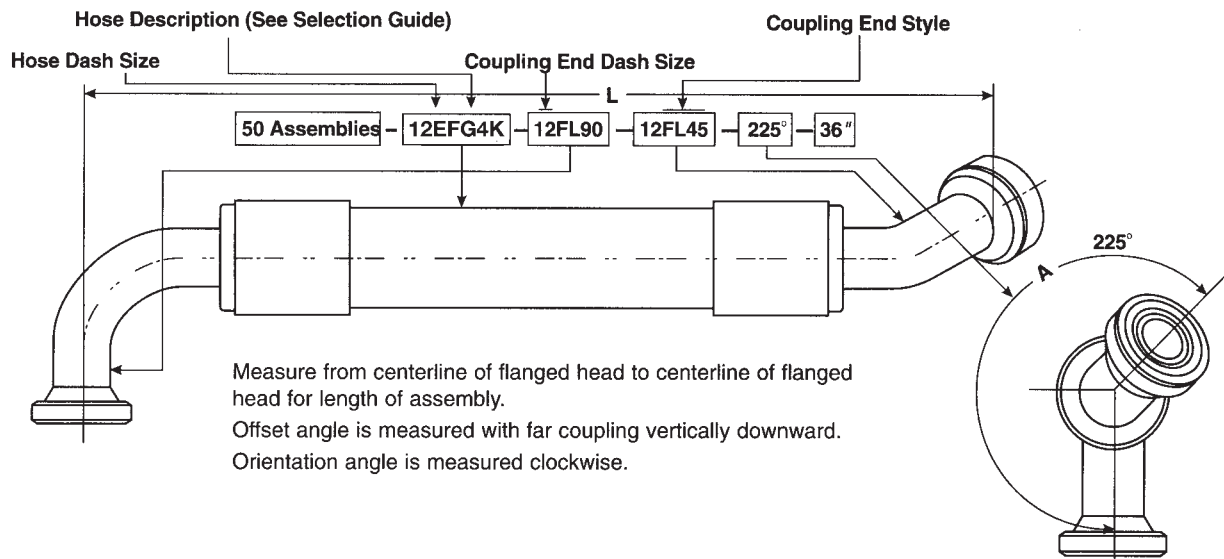 Hose Description (See Selection Guide)
Coupling End Style
Hose Dash Size
Coupling End Dash Size
L
50 Assemblies – 12EFG4K – 12FL90 – 12FL45 – 225° – 36"
225°
A
Measure from centerline of flanged head to centerline of flanged
head for length of assembly.
Offset angle is measured with far coupling vertically downward.
Orientation angle is measured clockwise.